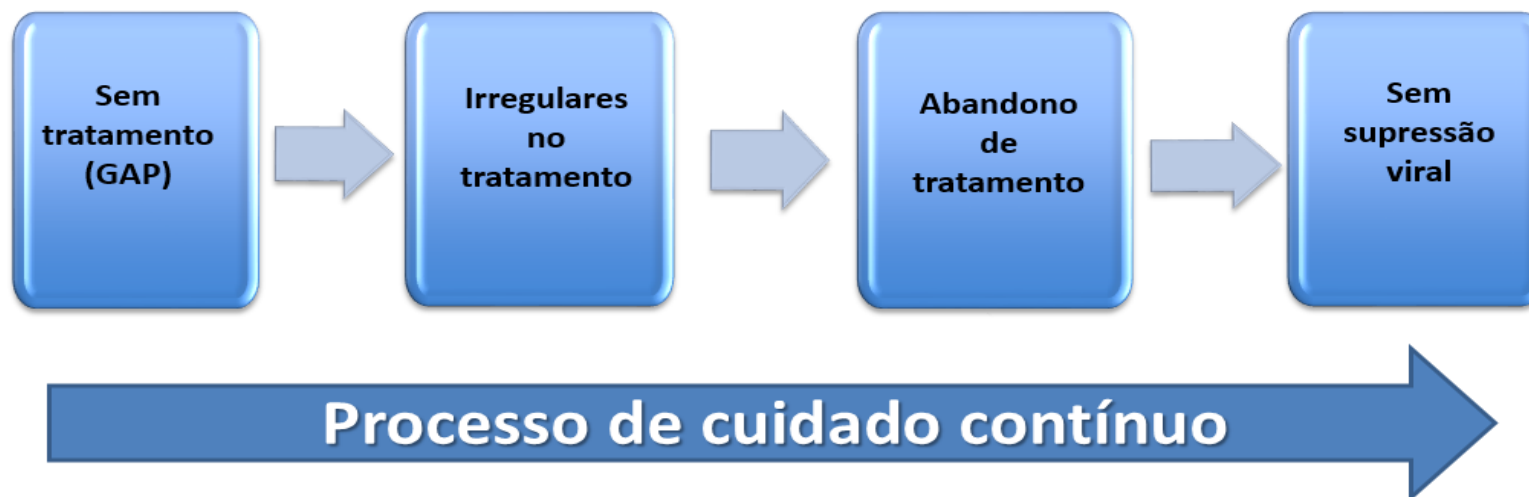 Sem
tratamento
(GAP)
Irregulares
no
tratamento
Abandono
de
tratamento
Sem
supressão
viral
Processo de cuidado contínuo